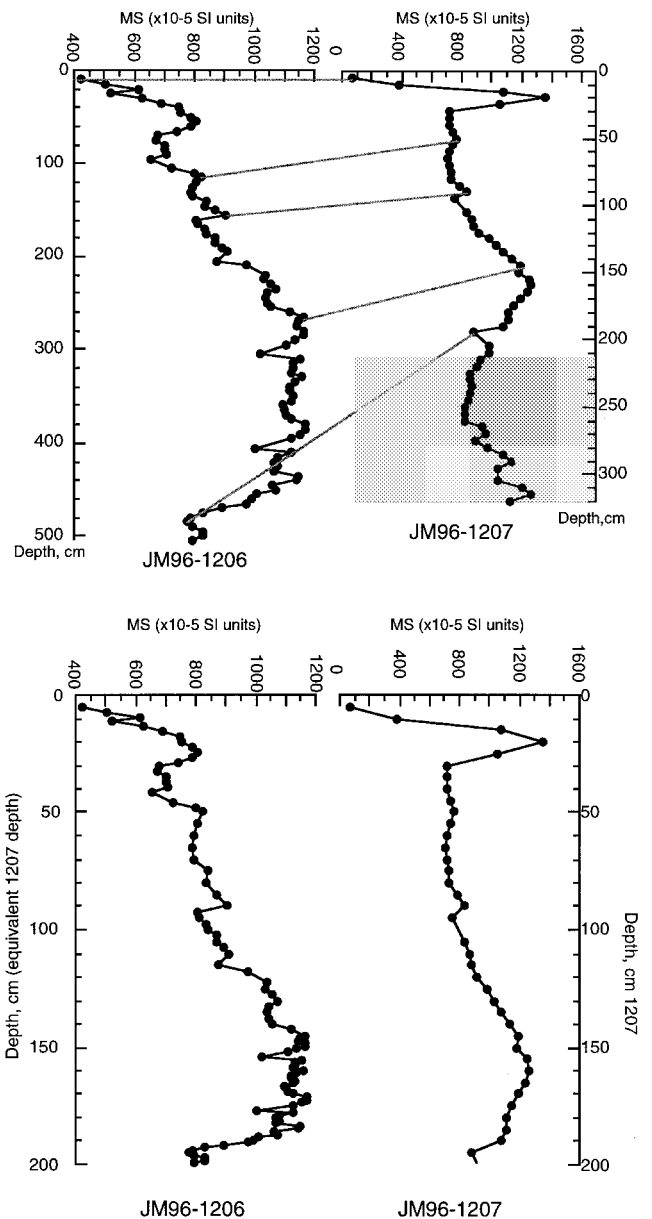 MS (x10-5 SI units) MS (x10-5 SI units)
400 600 800 1000 1200 0 400 800 1200 1600
0 0
50
100
100
200
150
300
200
400
250
300
500
Depth, cm Depth,cm
JM96-1206 JM96-1207
MS (x10-5 SI units) MS (x10-5 SI units)
400 600 800 1000 1200 0 400 800 1200 1600
0 0
50 50
100 100
150 150
200 200
Depth, cm (equivalent 1207 depth)
Depth, cm 1207
JM96-1206 JM96-1207